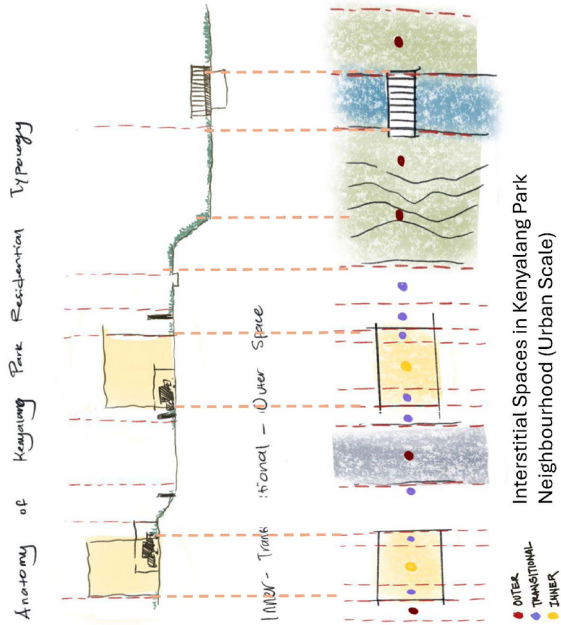 Anatomy of Kenyalang Park Residential Typology
Inner - Transitional - Outer Space
Interstitial Spaces in Kenyalang Park
Neighbourhood (Urban Scale)
OUTER
TRANSITIONAL
INNER